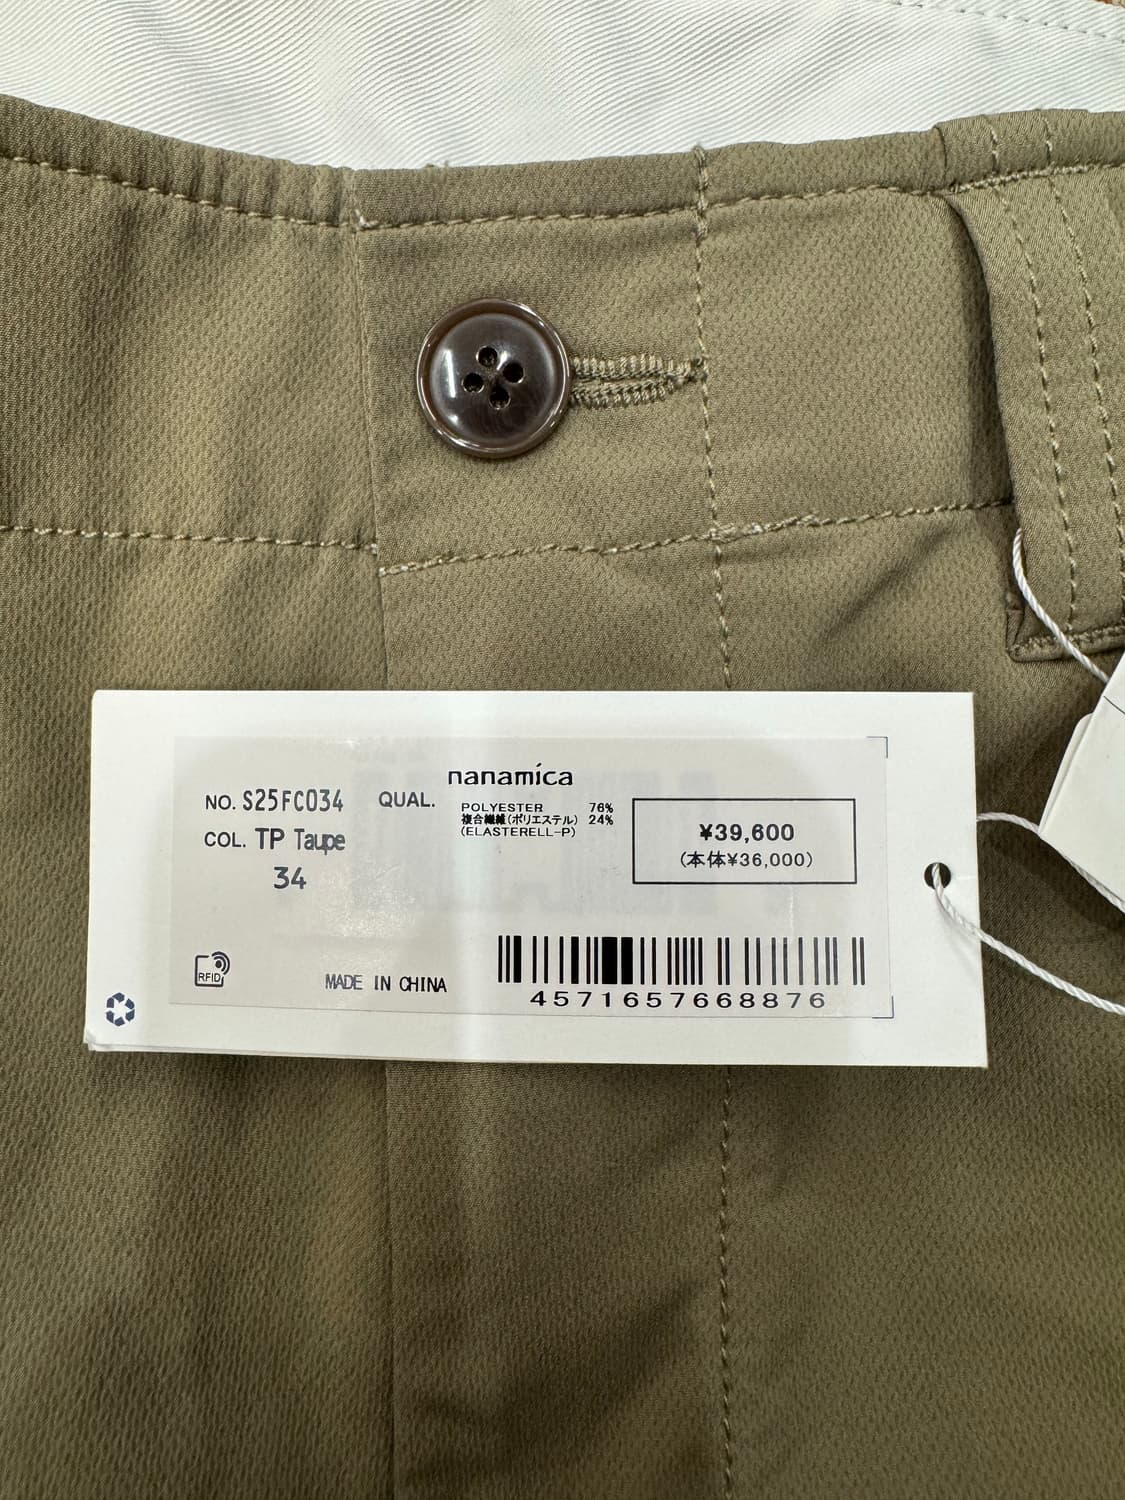 nanamica
NO. S25FC034
QUAL.
POLYESTER 76%
複合繊維(ポリエステル) 24%
(ELASTERELL-P)
COL. TP Taupe
34
¥39,600
(本体¥36,000)
RFID
MADE IN CHINA
4571657668876